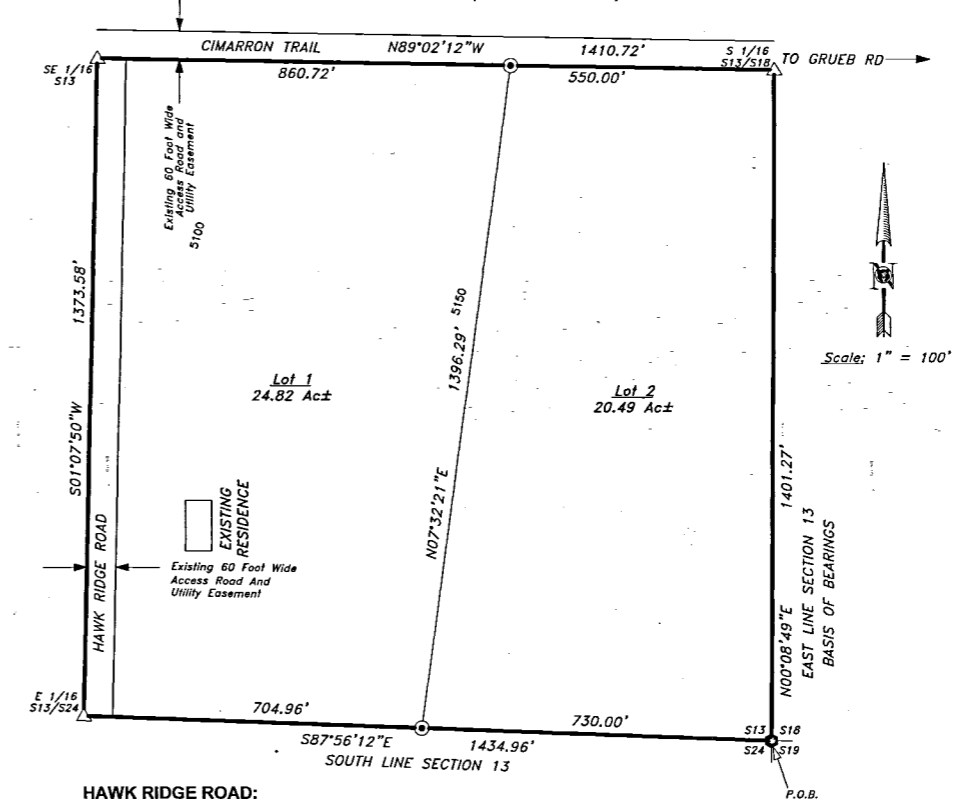 CIMARRON TRAIL
N89°02'12"W
1410.72'
S 1/16
S13/S18
TO GRUEB RD
SE 1/16
S13
860.72'
550.00'
Existing 60 Foot Wide
Access Road and
Utility Easement
5100
1373.58'
S01°07'50"W
HAWK RIDGE ROAD
Lot 1
24.82 Ac±
5150
1396.29'
N07°32'21"E
Lot 2
20.49 Ac±
N
Scale: 1" = 100'
1401.27'
N00°08'49"E
EAST LINE SECTION 13
BASIS OF BEARINGS
EXISTING
RESIDENCE
Existing 60 Foot Wide
Access Road And
Utility Easement
E 1/16
S13/S24
704.96'
730.00'
S87°56'12"E
1434.96'
SOUTH LINE SECTION 13
S13 S18
S24 S19
P.O.B.
HAWK RIDGE ROAD: